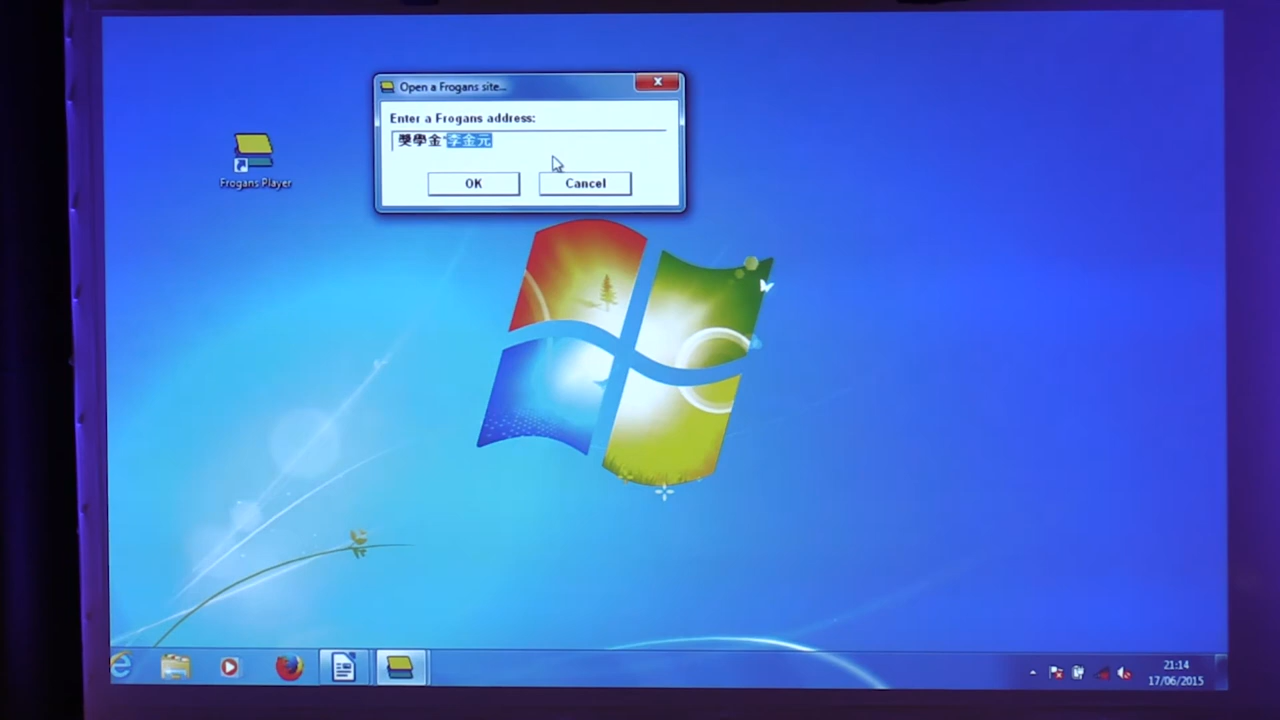 Open a Frogans site...
Enter a Frogans address:
獎學金*李金元
OK
Cancel
Frogans Player
21:14
17/06/2015